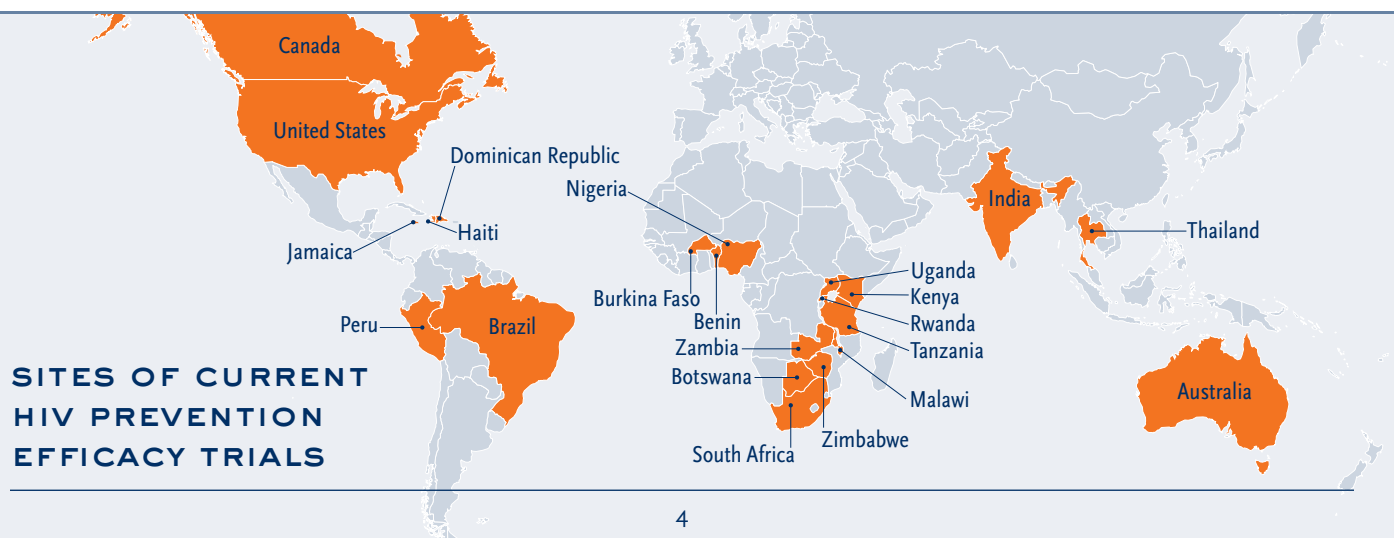 Canada
United States
Dominican Republic
Nigeria
India
Haiti
Thailand
Jamaica
Uganda
Burkina Faso
Kenya
Benin
Rwanda
Peru
Brazil
Zambia
Tanzania
Botswana
Malawi
Australia
Zimbabwe
South Africa
SITES OF CURRENT
HIV PREVENTION
EFFICACY TRIALS
4